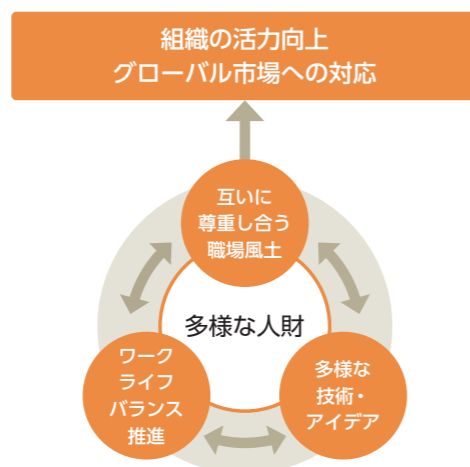 組織の活力向上
グローバル市場への対応
互いに
尊重し合う
職場風土
多様な人財
ワーク
ライフ
バランス
推進
多様な
技術・
アイデア